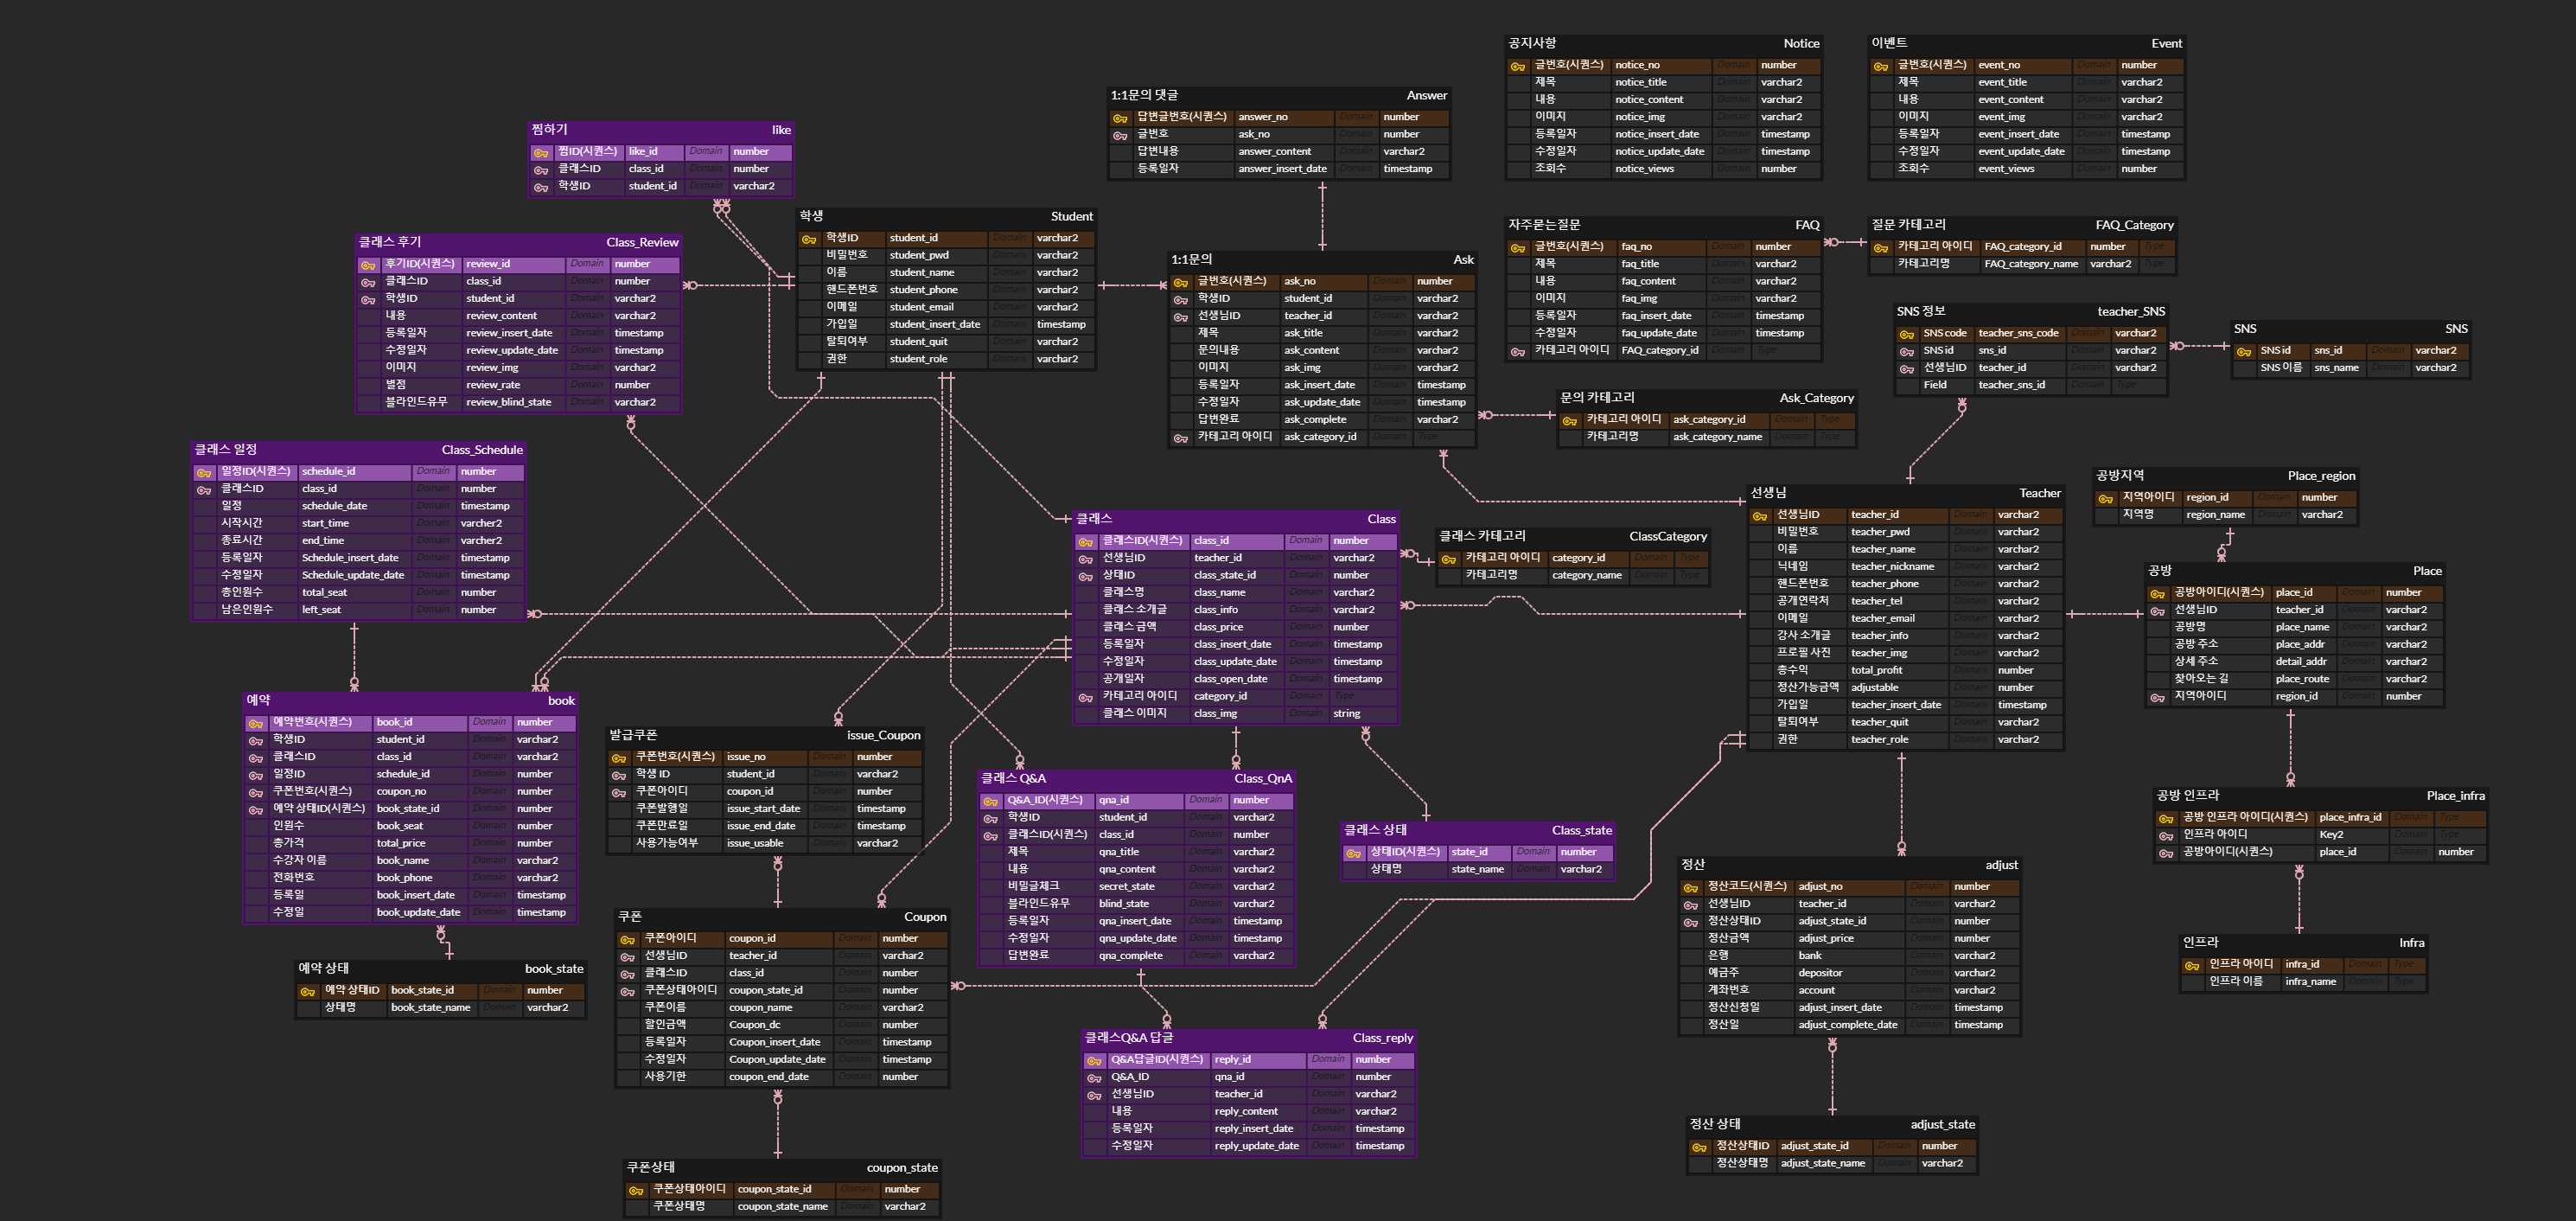 공지사항 Notice
글번호(시퀀스) notice_no Domain number
제목 notice_title Domain varchar2
내용 notice_content Domain varchar2
이미지 notice_img Domain varchar2
등록일자 notice_insert_date Domain timestamp
수정일자 notice_update_date Domain timestamp
조회수 notice_views Domain number
이벤트 Event
글번호(시퀀스) event_no Domain number
제목 event_title Domain varchar2
내용 event_content Domain varchar2
이미지 event_img Domain varchar2
등록일자 event_insert_date Domain timestamp
수정일자 event_update_date Domain timestamp
조회수 event_views Domain number
1:1문의 댓글 Answer
답변글번호(시퀀스) answer_no Domain number
글번호 ask_no Domain number
답변내용 answer_content Domain varchar2
등록일자 answer_insert_date Domain timestamp
찜하기 like
찜ID(시퀀스) like_id Domain number
클래스ID class_id Domain number
학생ID student_id Domain varchar2
학생 Student
학생ID student_id Domain varchar2
비밀번호 student_pwd Domain varchar2
이름 student_name Domain varchar2
핸드폰번호 student_phone Domain varchar2
이메일 student_email Domain varchar2
가입일 student_insert_date Domain timestamp
탈퇴여부 student_quit Domain varchar2
권한 student_role Domain varchar2
자주묻는질문 FAQ
글번호(시퀀스) faq_no Domain number
제목 faq_title Domain varchar2
내용 faq_content Domain varchar2
이미지 faq_img Domain varchar2
등록일자 faq_insert_date Domain timestamp
수정일자 faq_update_date Domain timestamp
카테고리 아이디 FAQ_category_id Domain Type
질문 카테고리 FAQ_Category
카테고리 아이디 FAQ_category_id number Type
카테고리명 FAQ_category_name varchar2 Type
클래스 후기 Class_Review
후기ID(시퀀스) review_id Domain number
클래스ID class_id Domain number
학생ID student_id Domain varchar2
내용 review_content Domain varchar2
등록일자 review_insert_date Domain timestamp
수정일자 review_update_date Domain timestamp
이미지 review_img Domain varchar2
별점 review_rate Domain number
블라인드유무 review_blind_state Domain varchar2
1:1문의 Ask
글번호(시퀀스) ask_no Domain number
학생ID student_id Domain varchar2
선생님ID teacher_id Domain varchar2
제목 ask_title Domain varchar2
문의내용 ask_content Domain varchar2
이미지 ask_img Domain varchar2
등록일자 ask_insert_date Domain timestamp
수정일자 ask_update_date Domain timestamp
답변완료 ask_complete Domain varchar2
카테고리 아이디 ask_category_id Domain Type
SNS 정보 teacher_SNS
SNS code teacher_sns_code Domain varchar2
SNS id sns_id Domain varchar2
선생님ID teacher_id Domain varchar2
Field teacher_sns_id Domain Type
SNS SNS
SNS id sns_id Domain varchar2
SNS 이름 sns_name Domain varchar2
문의 카테고리 Ask_Category
카테고리 아이디 ask_category_id Domain Type
카테고리명 ask_category_name Domain Type
클래스 일정 Class_Schedule
일정ID(시퀀스) schedule_id Domain number
클래스ID class_id Domain number
일정 schedule_date Domain timestamp
시작시간 start_time Domain varcher2
종료시간 end_time Domain varcher2
등록일자 Schedule_insert_date Domain timestamp
수정일자 Schedule_update_date Domain timestamp
총인원수 total_seat Domain number
남은인원수 left_seat Domain number
공방지역 Place_region
지역아이디 region_id Domain number
지역명 region_name Domain varchar2
선생님 Teacher
선생님ID teacher_id Domain varchar2
비밀번호 teacher_pwd Domain varchar2
이름 teacher_name Domain varchar2
닉네임 teacher_nickname Domain varchar2
핸드폰번호 teacher_phone Domain varchar2
공개연락처 teacher_tel Domain varchar2
이메일 teacher_email Domain varchar2
강사 소개글 teacher_info Domain varchar2
프로필 사진 teacher_img Domain varchar2
총수익 total_profit Domain number
정산가능금액 adjustable Domain number
가입일 teacher_insert_date Domain timestamp
탈퇴여부 teacher_quit Domain varchar2
권한 teacher_role Domain varchar2
클래스 Class
클래스ID(시퀀스) class_id Domain number
선생님ID teacher_id Domain varchar2
상태ID class_state_id Domain number
클래스명 class_name Domain varchar2
클래스 소개글 class_info Domain varchar2
클래스 금액 class_price Domain number
등록일자 class_insert_date Domain timestamp
수정일자 class_update_date Domain timestamp
공개일자 class_open_date Domain timestamp
카테고리 아이디 category_id Domain Type
클래스 이미지 class_img Domain string
클래스 카테고리 ClassCategory
카테고리 아이디 category_id Domain Type
카테고리명 category_name Domain Type
공방 Place
공방아이디(시퀀스) place_id Domain number
선생님ID teacher_id Domain varchar2
공방명 place_name Domain varchar2
공방 주소 place_addr Domain varchar2
상세 주소 detail_addr Domain varchar2
찾아오는 길 place_route Domain varchar2
지역아이디 region_id Domain number
예약 book
예약번호(시퀀스) book_id Domain number
학생ID student_id Domain varchar2
클래스ID class_id Domain varchar2
일정ID schedule_id Domain number
쿠폰번호(시퀀스) coupon_no Domain number
예약 상태ID(시퀀스) book_state_id Domain number
인원수 book_seat Domain number
총가격 total_price Domain number
수강자 이름 book_name Domain varchar2
전화번호 book_phone Domain varchar2
등록일 book_insert_date Domain timestamp
수정일 book_update_date Domain timestamp
발급쿠폰 issue_Coupon
쿠폰번호(시퀀스) issue_no Domain number
학생 ID student_id Domain varchar2
쿠폰아이디 coupon_id Domain number
쿠폰발행일 issue_start_date Domain timestamp
쿠폰만료일 issue_end_date Domain timestamp
사용가능여부 issue_usable Domain varchar2
클래스 Q&A Class_QnA
Q&A_ID(시퀀스) qna_id Domain number
학생ID student_id Domain varchar2
클래스ID(시퀀스) class_id Domain number
제목 qna_title Domain varchar2
내용 qna_content Domain varchar2
비밀글체크 secret_state Domain varchar2
블라인드유무 blind_state Domain varchar2
등록일자 qna_insert_date Domain timestamp
수정일자 qna_update_date Domain timestamp
답변완료 qna_complete Domain varchar2
클래스 상태 Class_state
상태ID(시퀀스) state_id Domain number
상태명 state_name Domain varchar2
공방 인프라 Place_infra
공방 인프라 아이디(시퀀스) place_infra_id Domain Type
인프라 아이디 Key2 Domain Type
공방아이디(시퀀스) place_id Domain number
정산 adjust
정산코드(시퀀스) adjust_no Domain number
선생님ID teacher_id Domain varchar2
정산상태ID adjust_state_id Domain number
정산금액 adjust_price Domain number
은행 bank Domain varchar2
예금주 depositor Domain varchar2
계좌번호 account Domain varchar2
정산신청일 adjust_insert_date Domain timestamp
정산일 adjust_complete_date Domain timestamp
쿠폰 Coupon
쿠폰아이디 coupon_id Domain number
선생님ID teacher_id Domain varchar2
클래스ID class_id Domain number
쿠폰상태아이디 coupon_state_id Domain number
쿠폰이름 coupon_name Domain varchar2
할인금액 Coupon_dc Domain number
등록일자 Coupon_insert_date Domain timestamp
수정일자 Coupon_update_date Domain timestamp
사용기한 coupon_end_date Domain number
인프라 Infra
인프라 아이디 infra_id Domain Type
인프라 이름 infra_name Domain Type
예약 상태 book_state
예약 상태ID book_state_id Domain number
상태명 book_state_name Domain varchar2
클래스Q&A 답글 Class_reply
Q&A답글ID(시퀀스) reply_id Domain number
Q&A_ID qna_id Domain number
선생님ID teacher_id Domain varchar2
내용 reply_content Domain varchar2
등록일자 reply_insert_date Domain timestamp
수정일자 reply_update_date Domain timestamp
정산 상태 adjust_state
정산상태ID adjust_state_id Domain number
정산상태명 adjust_state_name Domain varchar2
쿠폰상태 coupon_state
쿠폰상태아이디 coupon_state_id Domain number
쿠폰상태명 coupon_state_name Domain varchar2